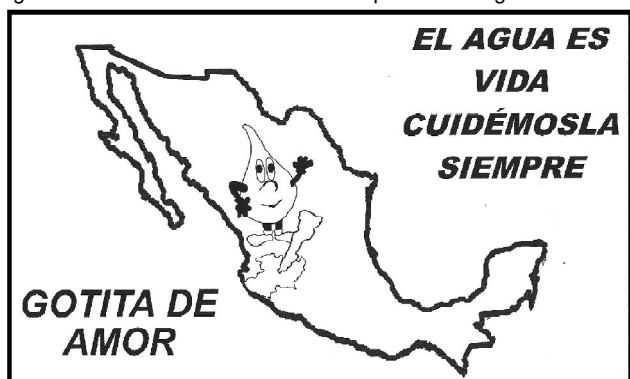 EL AGUA ES
VIDA
CUIDÉMOSLA
SIEMPRE
GOTITA DE
AMOR